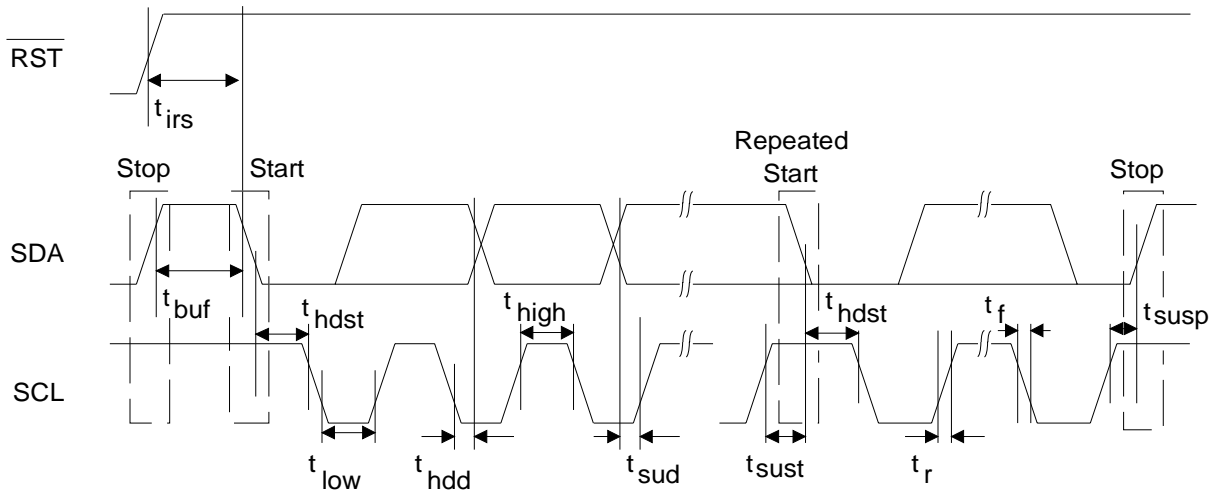 RST
t irs
Repeated
Stop Start Start Stop
SDA
t buf
t hdst
t high
t hdst
t f
t susp
SCL
t low
t hdd
t sud
t sust
t r